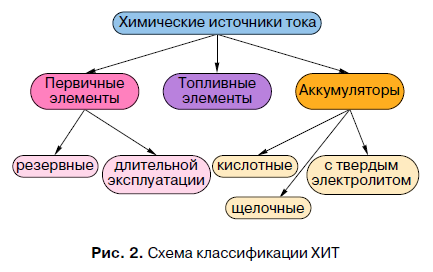 Химические источники тока
Первичные
элементы
Топливные
элементы
Аккумуляторы
резервные
длительной
эксплуатации
кислотные
щелочные
с твердым
электролитом
Рис. 2. Схема классификации ХИТ